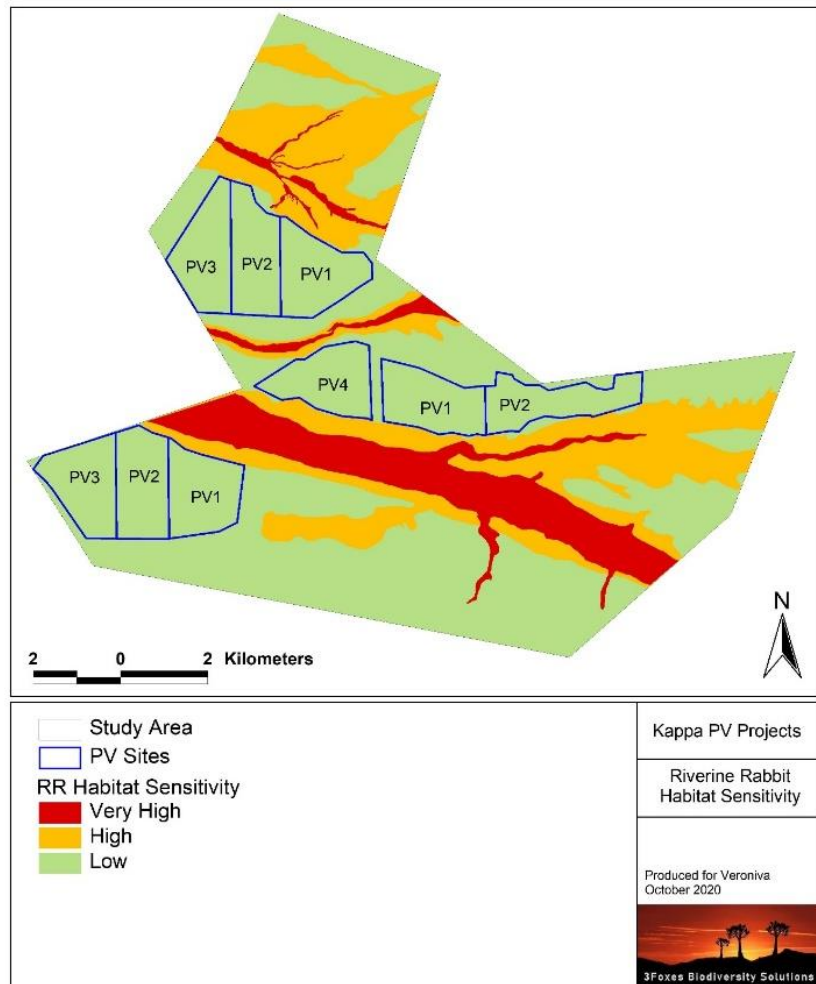 PV3
PV2
PV1
PV4
PV1
PV2
PV3
PV2
PV1
N
2 0 2 Kilometers
Study Area
PV Sites
RR Habitat Sensitivity
Very High
High
Low
Kappa PV Projects
Riverine Rabbit
Habitat Sensitivity
Produced for Veroniva
October 2020
3Foxes Biodiversity Solutions